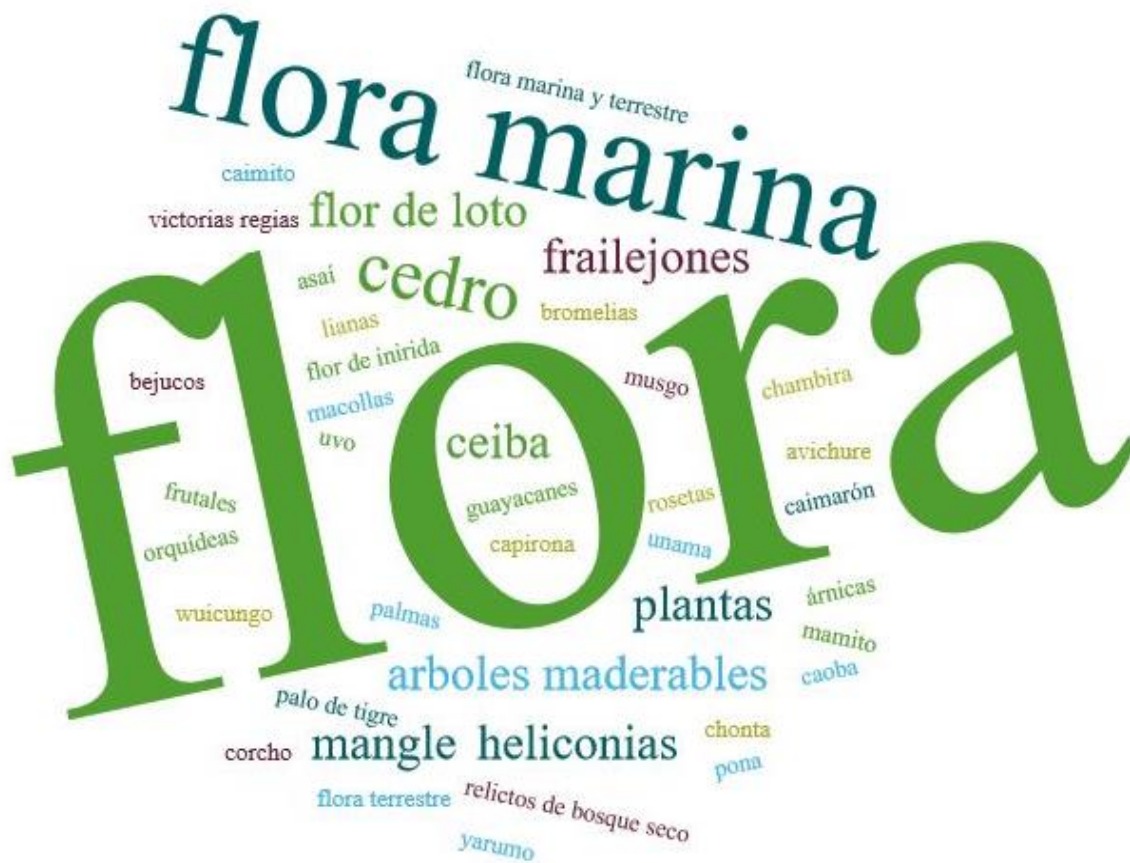 flora marina y terrestre
flora marina
caimito
victorias regias
flor de loto
frailejones
asaí
cedro
lianas
bromelias
flor de inirida
bejucos
macollas
musgo
chambira
uvo
ceiba
avichure
flora
frutales
guayacanes
rosetas
caimarón
orquídeas
capirona
unama
wuicungo
palmas
plantas
árnicas
mamito
arboles maderables
caoba
palo de tigre
corcho
mangle
heliconias
chonta
pona
flora terrestre
relictos de bosque seco
yarumo